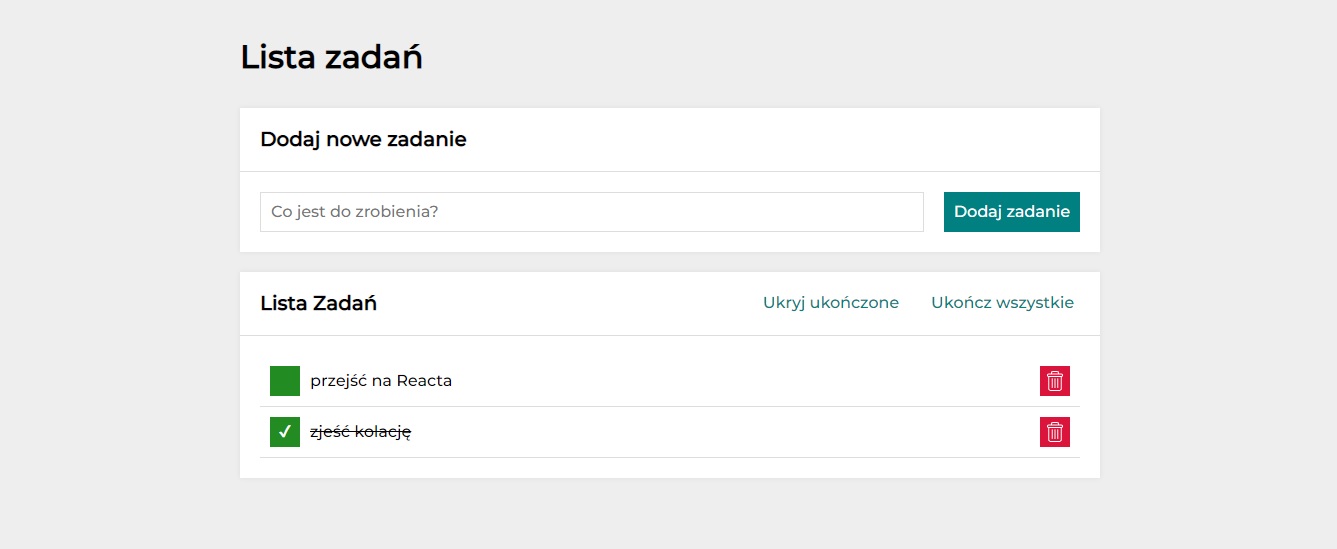 Lista zadań
Dodaj nowe zadanie
Co jest do zrobienia?
Dodaj zadanie
Lista Zadań
Ukryj ukończone
Ukończ wszystkie
przejść na Reacta
zjeść kolację